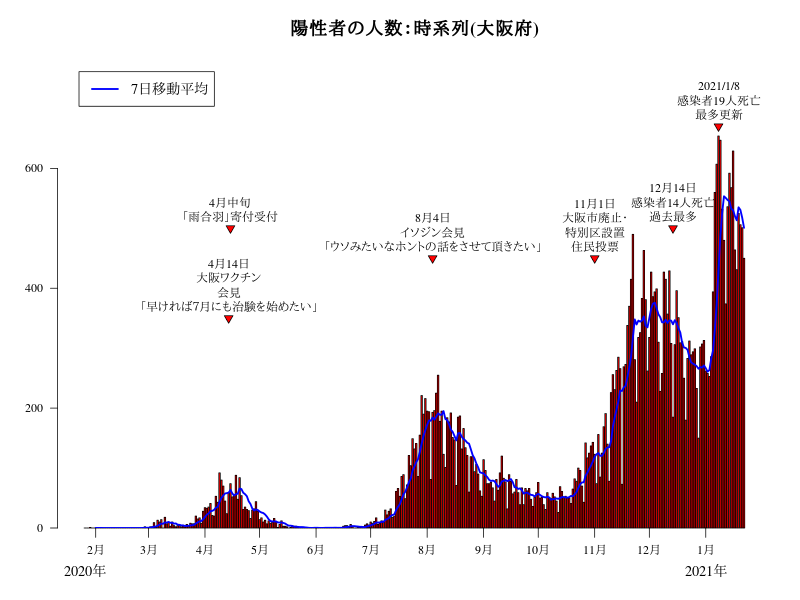 陽性者の人数：時系列(大阪府)
7日移動平均
2021/1/8
感染者19人死亡
最多更新
4月中旬
「雨合羽」寄付受付
4月14日
大阪ワクチン
会見
「早ければ7月にも治験を始めたい」
8月4日
イソジン会見
「ウソみたいなホントの話をさせて頂きたい」
11月1日
大阪市廃止・
特別区設置
住民投票
12月14日
感染者14人死亡
過去最多
600
400
200
0
2月 3月 4月 5月 6月 7月 8月 9月 10月 11月 12月 1月
2020年 2021年